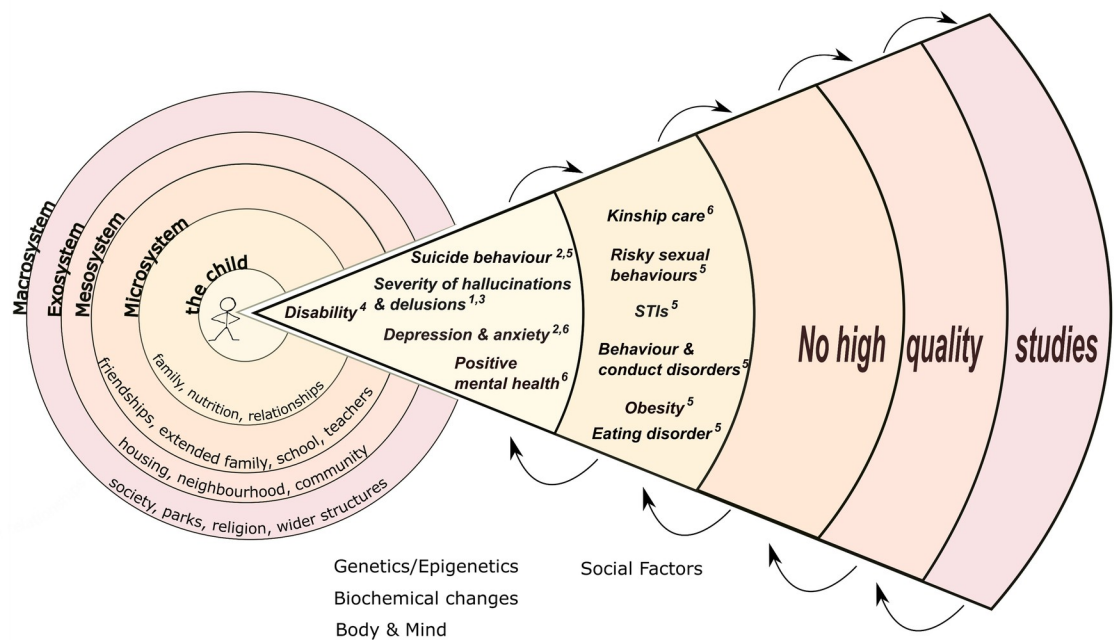 Macrosystem
Exosystem
Mesosystem
Microsystem
the child
family, nutrition, relationships
friendships, extended family, school, teachers
housing, neighbourhood, community
society, parks, religion, wider structures
Suicide behaviour 2,5
Severity of hallucinations
& delusions 1,3
Disability 4
Depression & anxiety 2,6
Positive
mental health 6
Kinship care 6
Risky sexual
behaviours 5
STIs 5
Behaviour &
conduct disorders 5
Obesity 5
Eating disorder 5
No high quality studies
Genetics/Epigenetics
Biochemical changes
Body & Mind
Social Factors